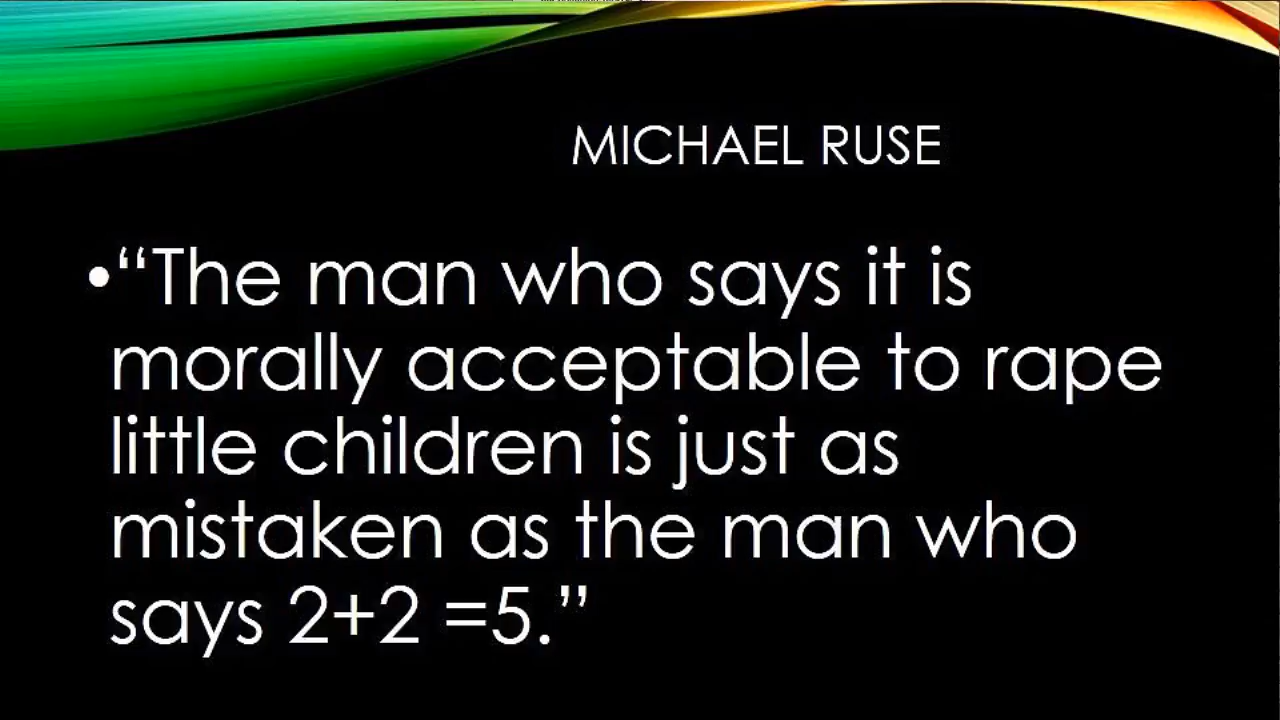 MICHAEL RUSE
•“The man who says it is
morally acceptable to rape
little children is just as
mistaken as the man who
says 2+2 =5.”